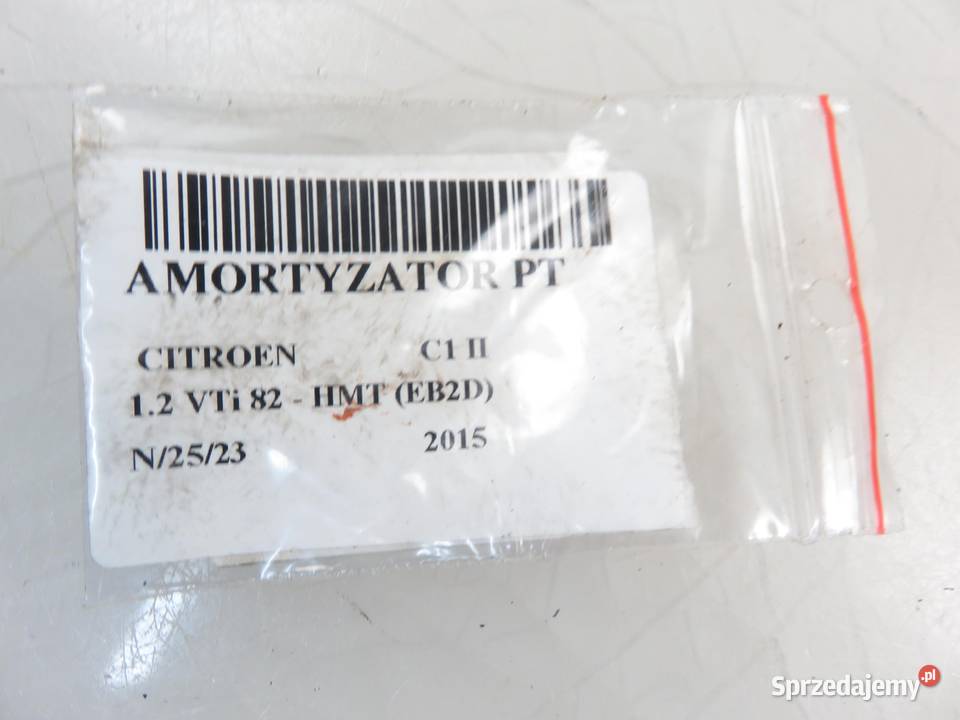 AMORTYZATOR PT
CITROEN C1 II
1.2 VTi 82 - HMT (EB2D)
N/25/23 2015
Sprzedajemy.pl